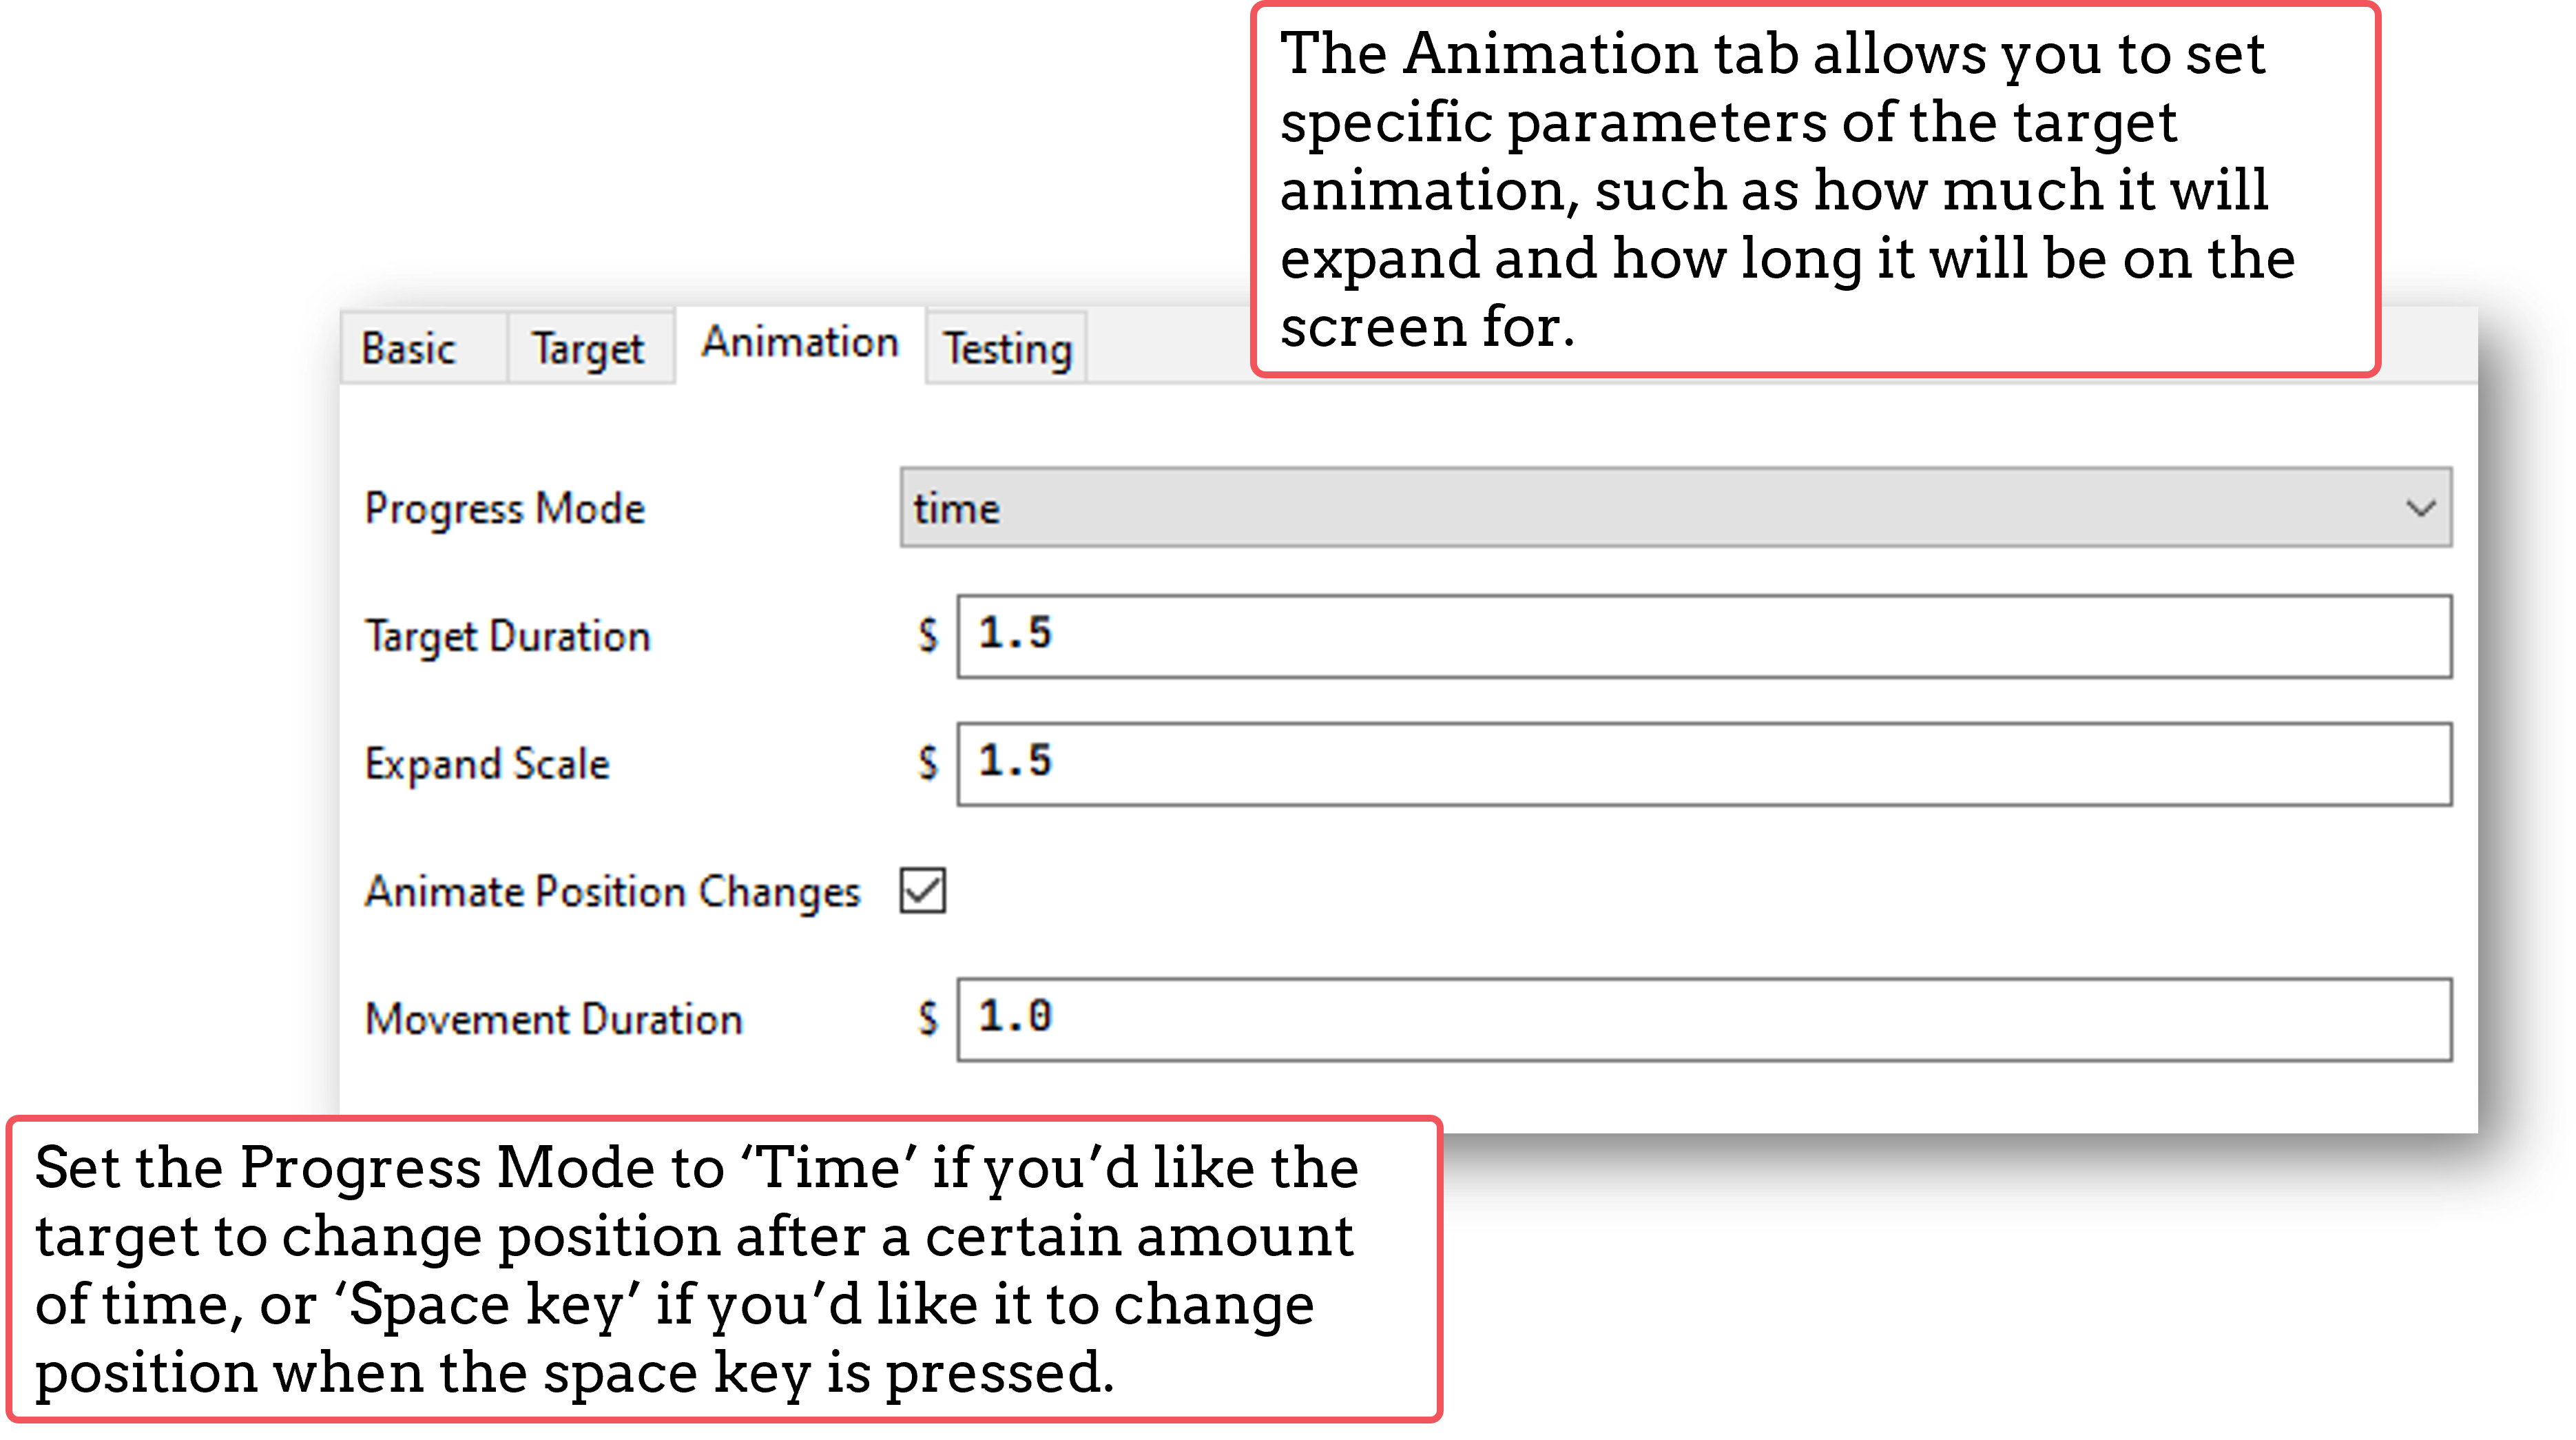 The Animation tab allows you to set
specific parameters of the target
animation, such as how much it will
expand and how long it will be on the
screen for.
Basic Target Animation Testing
Progress Mode time
Target Duration $ 1.5
Expand Scale $ 1.5
Animate Position Changes
Movement Duration $ 1.0
Set the Progress Mode to ‘Time’ if you’d like the
target to change position after a certain amount
of time, or ‘Space key’ if you’d like it to change
position when the space key is pressed.